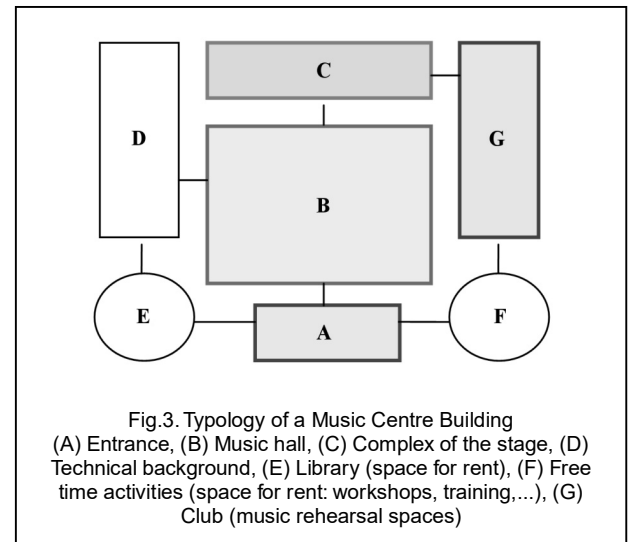 C
D
G
B
E
F
A
Fig.3. Typology of a Music Centre Building
(A) Entrance, (B) Music hall, (C) Complex of the stage, (D)
Technical background, (E) Library (space for rent), (F) Free
time activities (space for rent: workshops, training,...), (G)
Club (music rehearsal spaces)